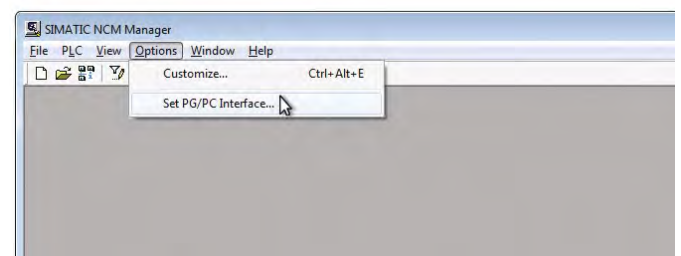 SIMATIC NCM Manager
File PLC View Options Window Help
Customize... Ctrl+Alt+E
Set PG/PC Interface...